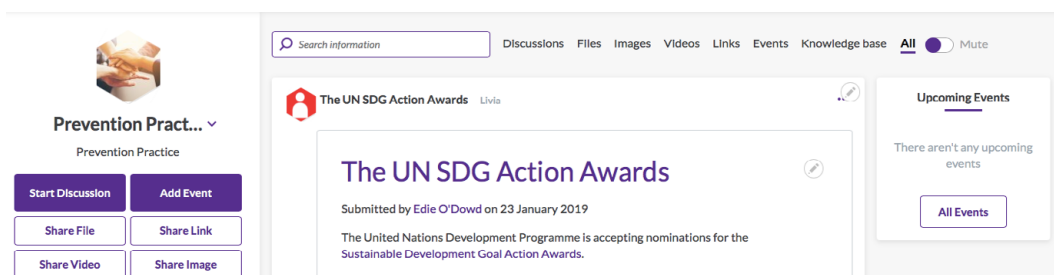 Search information
Discussions Files Images Videos Links Events Knowledge base All Mute
Prevention Pract...
Prevention Practice
Start Discussion Add Event
Share File Share Link
Share Video Share Image
The UN SDG Action Awards Livia
The UN SDG Action Awards
Submitted by Edie O'Dowd on 23 January 2019
The United Nations Development Programme is accepting nominations for the
Sustainable Development Goal Action Awards.
Upcoming Events
There aren't any upcoming
events
All Events